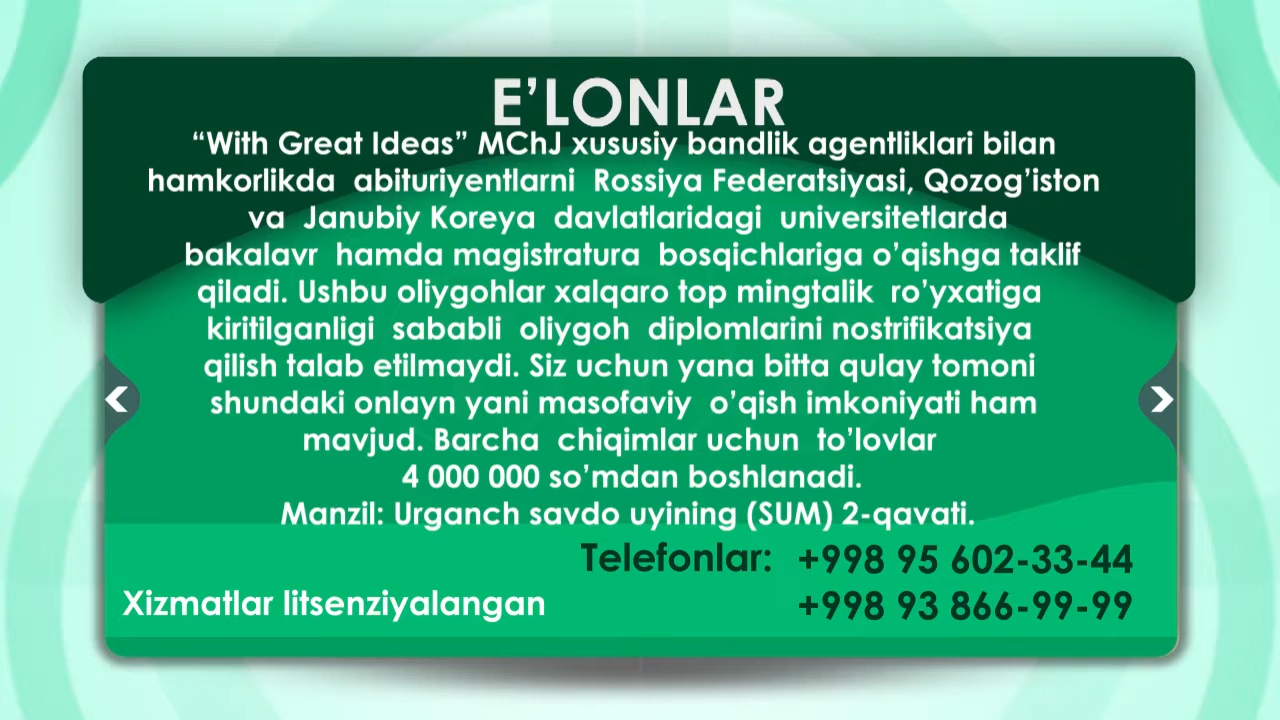 E’LONLAR
“With Great Ideas” MChJ xususiy bandlik agentliklari bilan
hamkorlikda abituriyentlarni Rossiya Federatsiyasi, Qozog’iston
va Janubiy Koreya davlatlaridagi universitetlarda
bakalavr hamda magistratura bosqichlariga o’qishga taklif
qiladi. Ushbu oliygohlar xalqaro top mingtalik ro’yxatiga
kiritilganligi sababli oliygoh diplomlarini nostrifikatsiya
qilish talab etilmaydi. Siz uchun yana bitta qulay tomoni
shundaki onlayn yani masofaviy o’qish imkoniyati ham
mavjud. Barcha chiqimlar uchun to’lovlar
4 000 000 so’mdan boshlanadi.
Manzil: Urganch savdo uyining (SUM) 2-qavati.
Telefonlar: +998 95 602-33-44
Xizmatlar litsenziyalangan +998 93 866-99-99